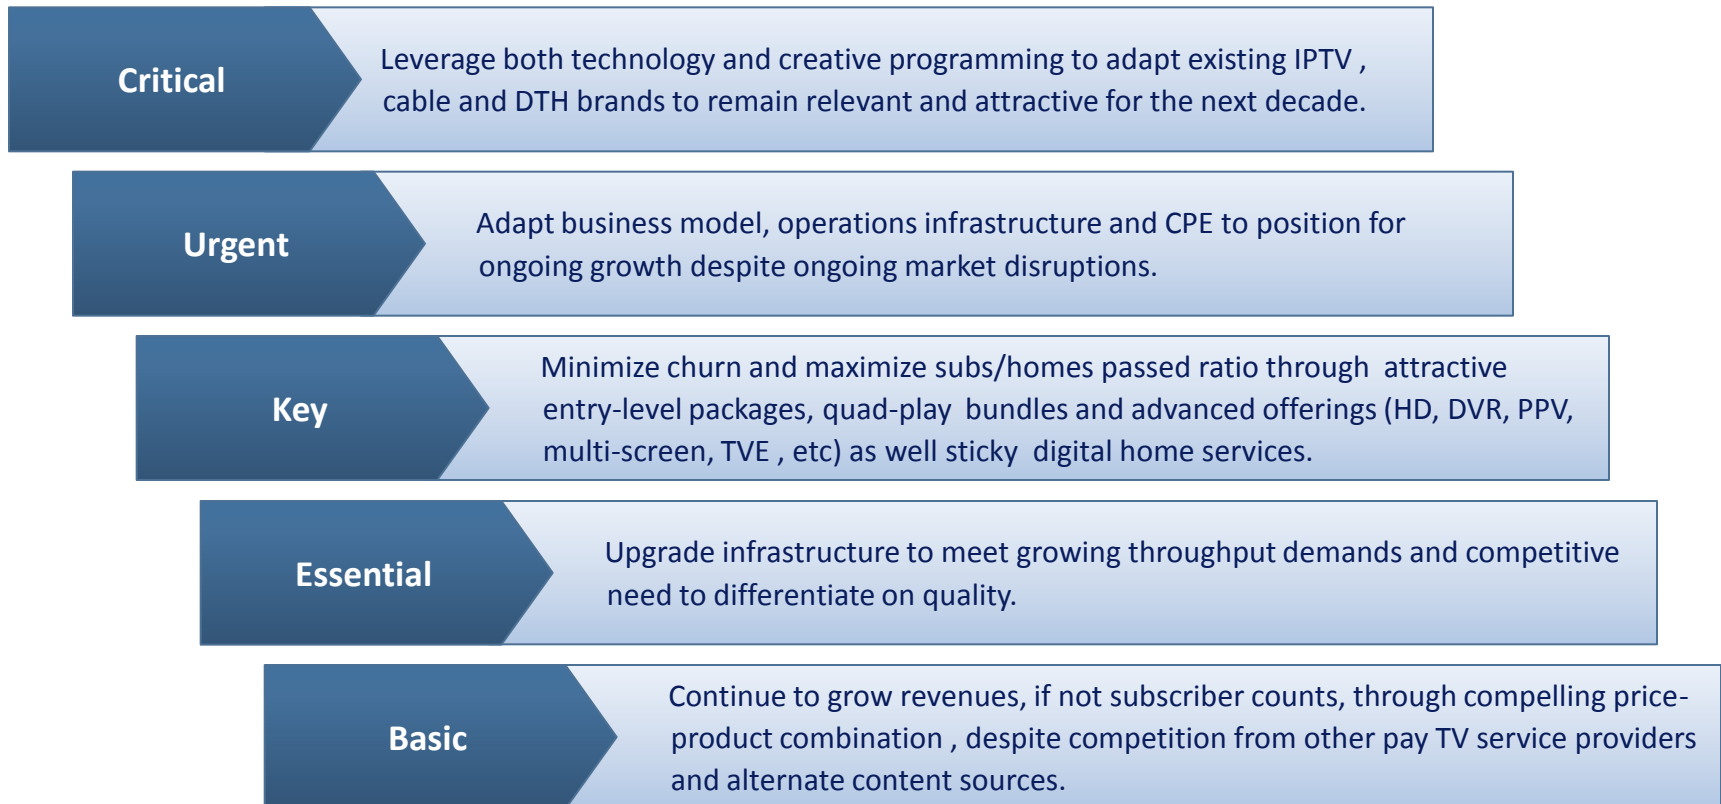 Critical
Leverage both technology and creative programming to adapt existing IPTV ,
cable and DTH brands to remain relevant and attractive for the next decade.
Urgent
Adapt business model, operations infrastructure and CPE to position for
ongoing growth despite ongoing market disruptions.
Key
Minimize churn and maximize subs/homes passed ratio through  attractive
entry-level packages, quad-play  bundles and advanced offerings (HD, DVR, PPV,
multi-screen, TVE , etc) as well sticky  digital home services.
Essential
Upgrade infrastructure to meet growing throughput demands and competitive
need to differentiate on quality.
Basic
Continue to grow revenues, if not subscriber counts, through compelling price-
product combination , despite competition from other pay TV service providers
and alternate content sources.